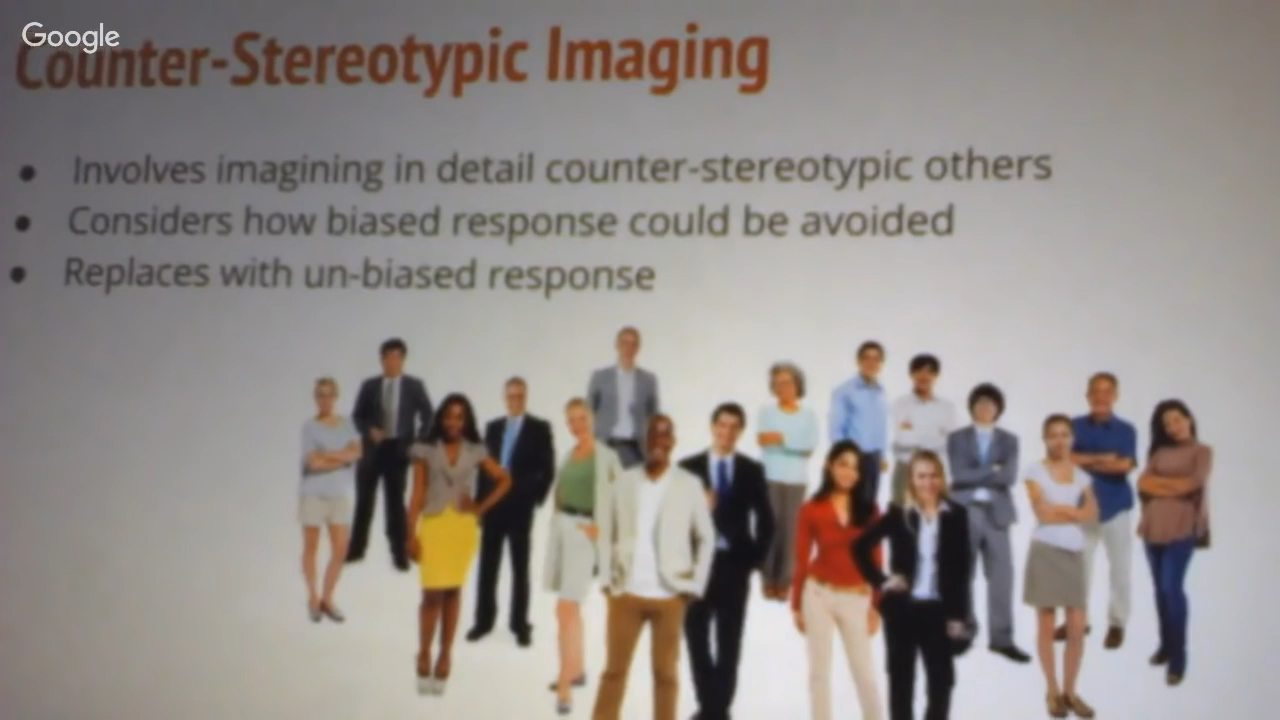 Google
Counter-Stereotypic Imaging
Involves imagining in detail counter-stereotypic others
Considers how biased response could be avoided
Replaces with un-biased response